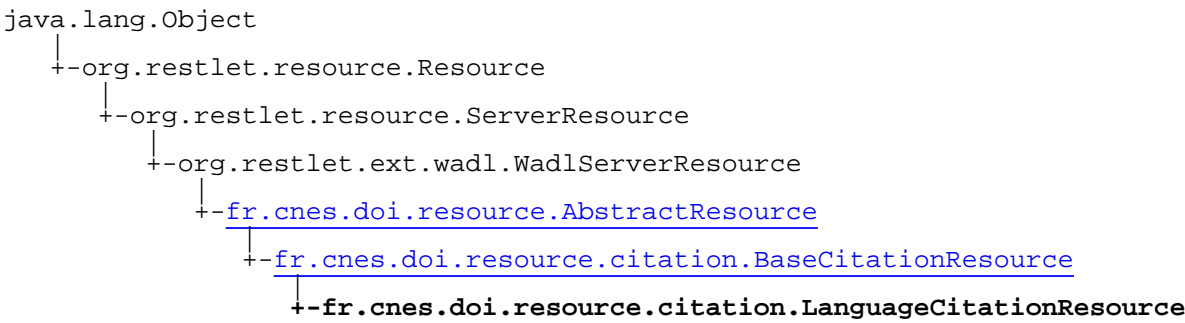 java.lang.Object
+-org.restlet.resource.Resource
+-org.restlet.resource.ServerResource
+-org.restlet.ext.wadl.WadlServerResource
+-fr.cnes.doi.resource.AbstractResource
+-fr.cnes.doi.resource.citation.BaseCitationResource
+-fr.cnes.doi.resource.citation.LanguageCitationResource